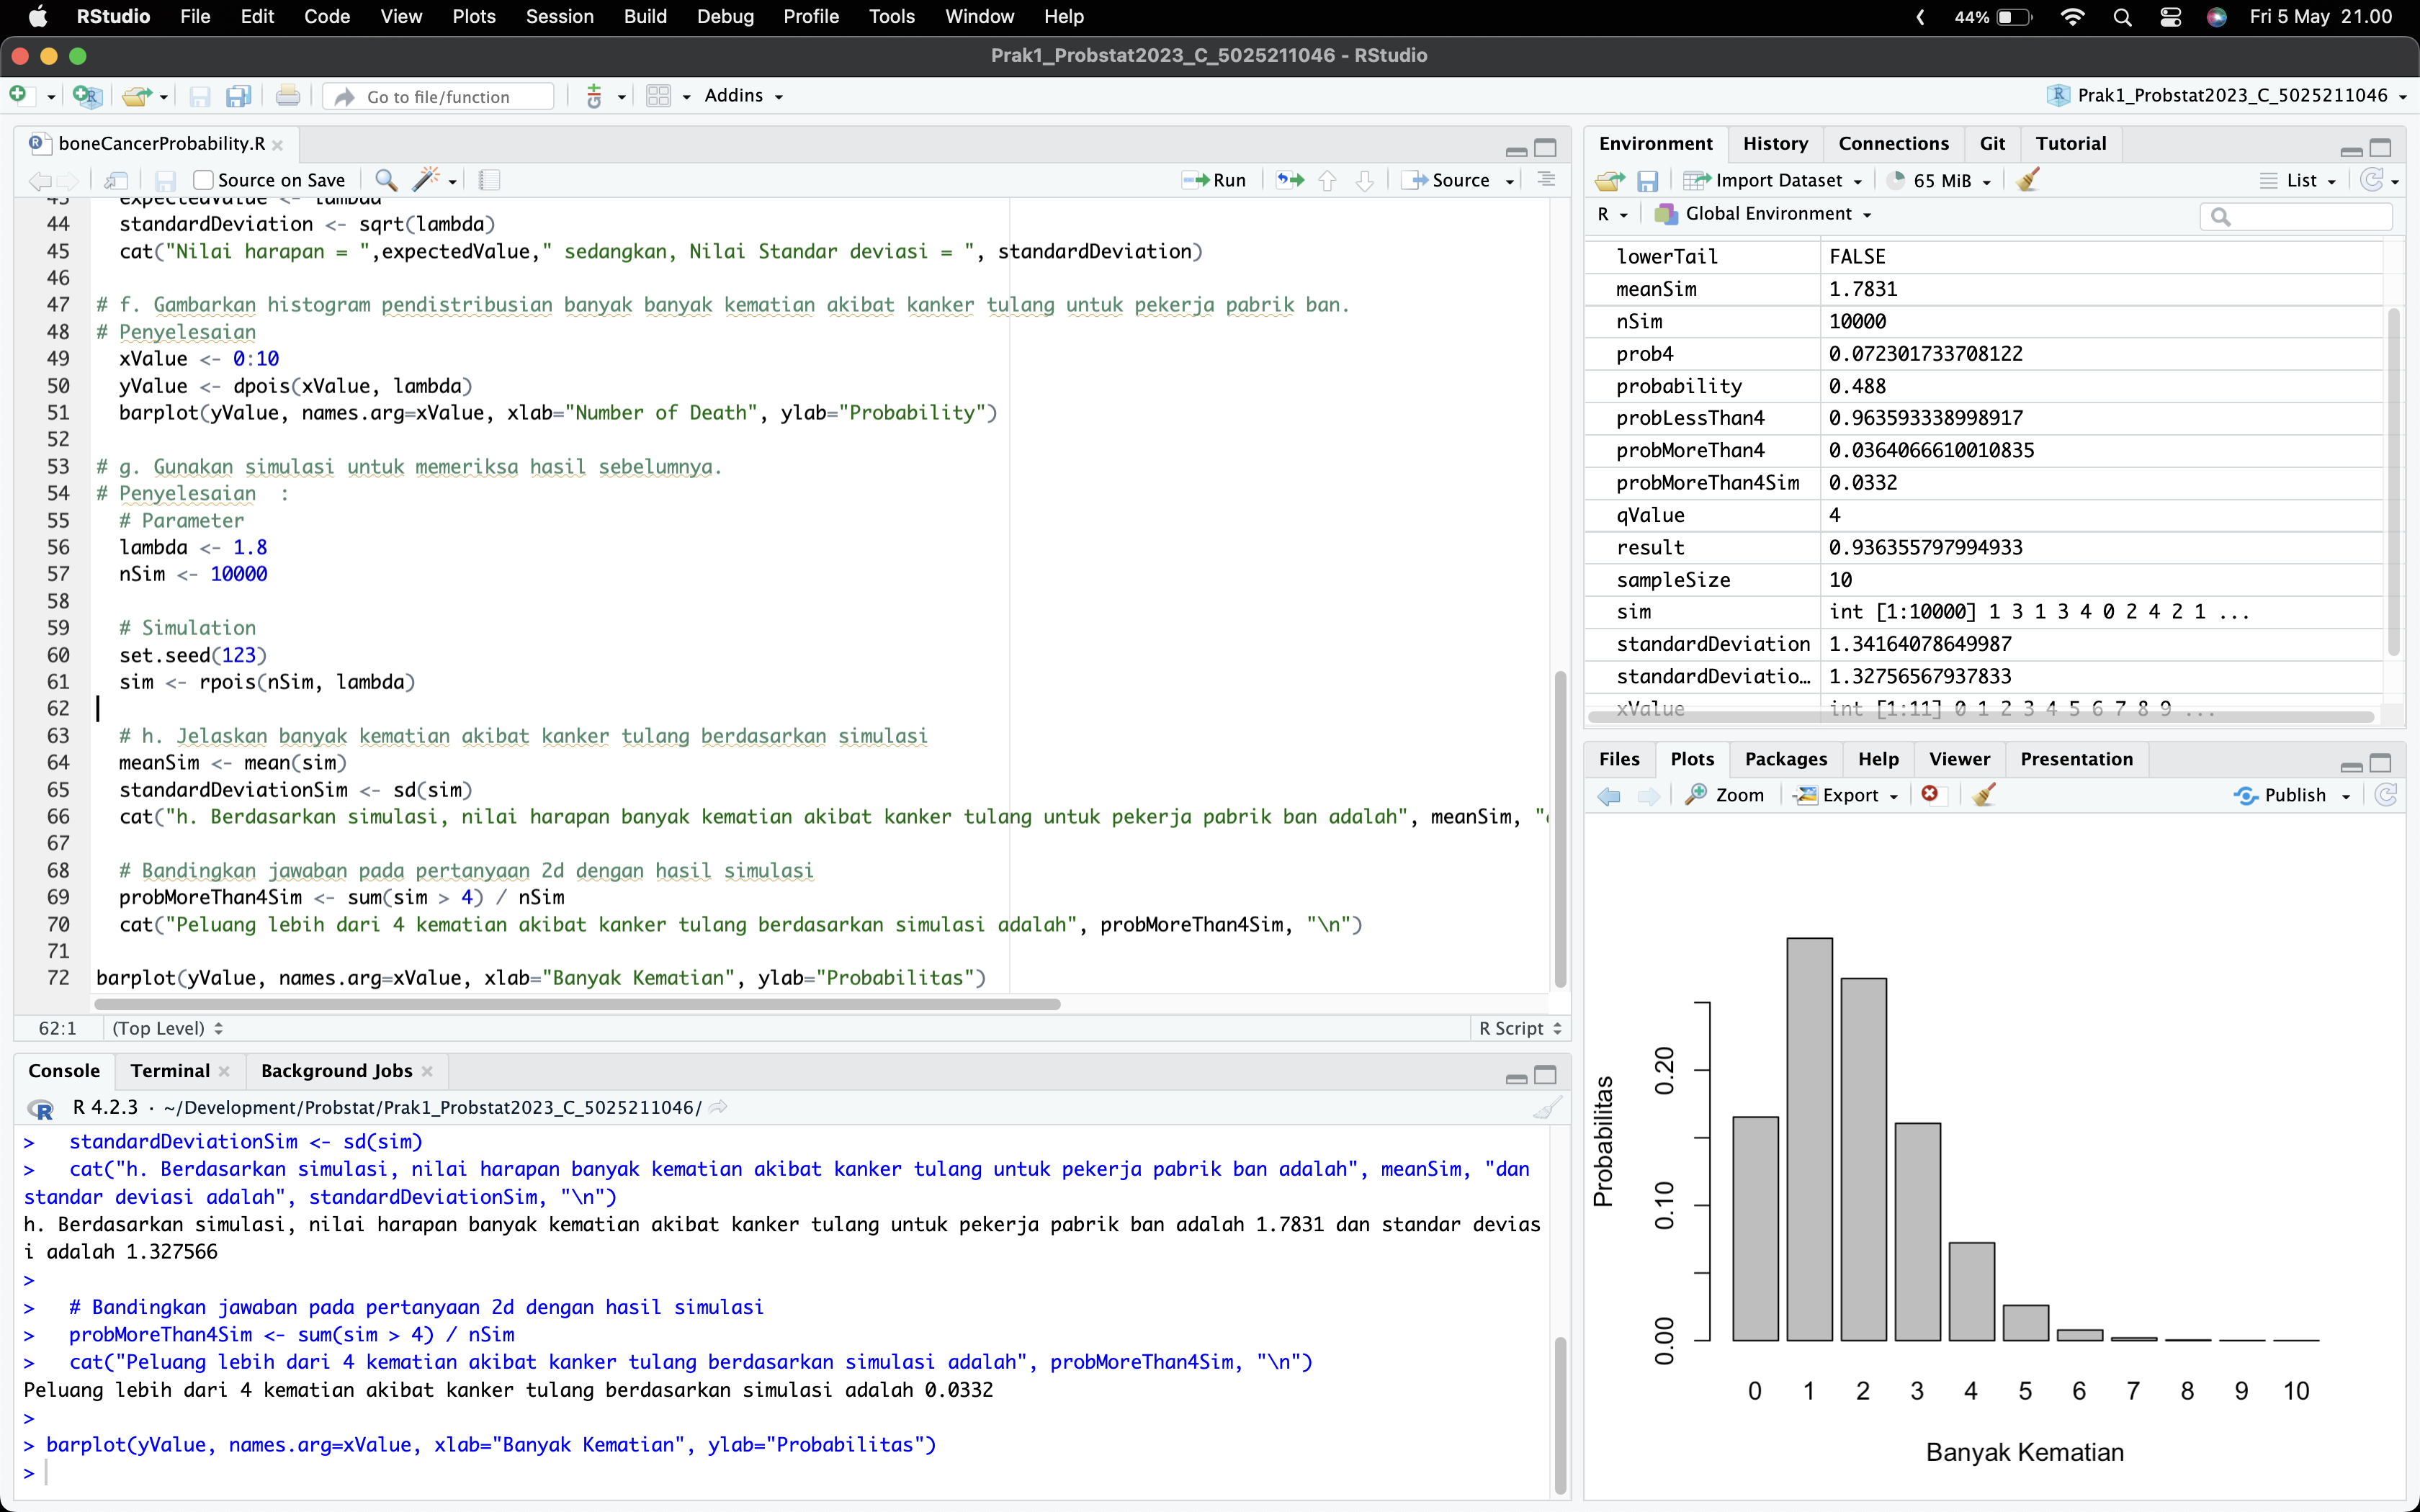 RStudio File Edit Code View Plots Session Build Debug Profile Tools Window Help 44% Fri 5 May 21.00
Prak1_Probstat2023_C_5025211046 - RStudio
Go to file/function Addins Prak1_Probstat2023_C_5025211046
boneCancerProbability.R
Source on Save Run Source
43 expectedValue <- lambda
44 standardDeviation <- sqrt(lambda)
45 cat("Nilai harapan = ",expectedValue," sedangkan, Nilai Standar deviasi = ", standardDeviation)
46
47 # f. Gambarkan histogram pendistribusian banyak banyak kematian akibat kanker tulang untuk pekerja pabrik ban.
48 # Penyelesaian
49 xValue <- 0:10
50 yValue <- dpois(xValue, lambda)
51 barplot(yValue, names.arg=xValue, xlab="Number of Death", ylab="Probability")
52
53 # g. Gunakan simulasi untuk memeriksa hasil sebelumnya.
54 # Penyelesaian  :
55 # Parameter
56 lambda <- 1.8
57 nSim <- 10000
58
59 # Simulation
60 set.seed(123)
61 sim <- rpois(nSim, lambda)
62
63 # h. Jelaskan banyak kematian akibat kanker tulang berdasarkan simulasi
64 meanSim <- mean(sim)
65 standardDeviationSim <- sd(sim)
66 cat("h. Berdasarkan simulasi, nilai harapan banyak kematian akibat kanker tulang untuk pekerja pabrik ban adalah", meanSim, "
67
68 # Bandingkan jawaban pada pertanyaan 2d dengan hasil simulasi
69 probMoreThan4Sim <- sum(sim > 4) / nSim
70 cat("Peluang lebih dari 4 kematian akibat kanker tulang berdasarkan simulasi adalah", probMoreThan4Sim, "\n")
71
72 barplot(yValue, names.arg=xValue, xlab="Banyak Kematian", ylab="Probabilitas")
62:1 (Top Level) R Script
Console Terminal Background Jobs
R 4.2.3 · ~/Development/Probstat/Prak1_Probstat2023_C_5025211046/
>   standardDeviationSim <- sd(sim)
>   cat("h. Berdasarkan simulasi, nilai harapan banyak kematian akibat kanker tulang untuk pekerja pabrik ban adalah", meanSim, "dan
standar deviasi adalah", standardDeviationSim, "\n")
h. Berdasarkan simulasi, nilai harapan banyak kematian akibat kanker tulang untuk pekerja pabrik ban adalah 1.7831 dan standar devias
i adalah 1.327566
>
>   # Bandingkan jawaban pada pertanyaan 2d dengan hasil simulasi
>   probMoreThan4Sim <- sum(sim > 4) / nSim
>   cat("Peluang lebih dari 4 kematian akibat kanker tulang berdasarkan simulasi adalah", probMoreThan4Sim, "\n")
Peluang lebih dari 4 kematian akibat kanker tulang berdasarkan simulasi adalah 0.0332
>
> barplot(yValue, names.arg=xValue, xlab="Banyak Kematian", ylab="Probabilitas")
>
Environment History Connections Git Tutorial
Import Dataset 65 MiB List
R Global Environment
lowerTail FALSE
meanSim 1.7831
nSim 10000
prob4 0.072301733708122
probability 0.488
probLessThan4 0.963593338998917
probMoreThan4 0.0364066610010835
probMoreThan4Sim 0.0332
qValue 4
result 0.936355797994933
sampleSize 10
sim int [1:10000] 1 3 1 3 4 0 2 4 2 1 ...
standardDeviation 1.34164078649987
standardDeviatio… 1.32756567937833
xValue int [1:11] 0 1 2 3 4 5 6 7 8 9 ...
Files Plots Packages Help Viewer Presentation
Zoom Export Publish
Probabilitas
0.20
0.10
0.00
0 1 2 3 4 5 6 7 8 9 10
Banyak Kematian